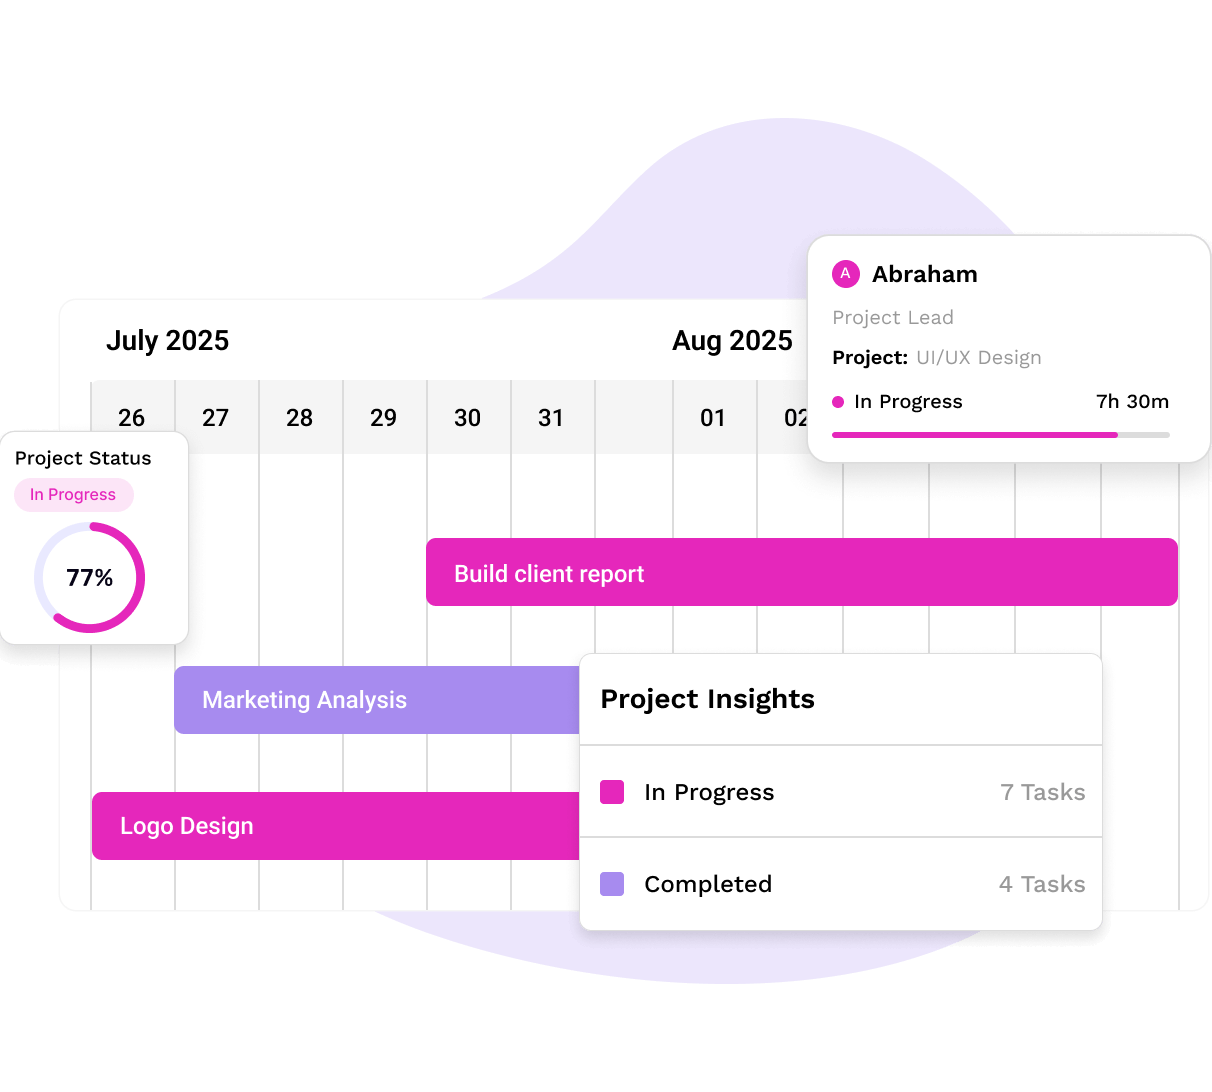 A Abraham
Project Lead
Project: UI/UX Design
In Progress 7h 30m
July 2025 Aug 2025
26 27 28 29 30 31 01 02
Project Status
In Progress
77%
Build client report
Marketing Analysis
Logo Design
Project Insights
In Progress 7 Tasks
Completed 4 Tasks